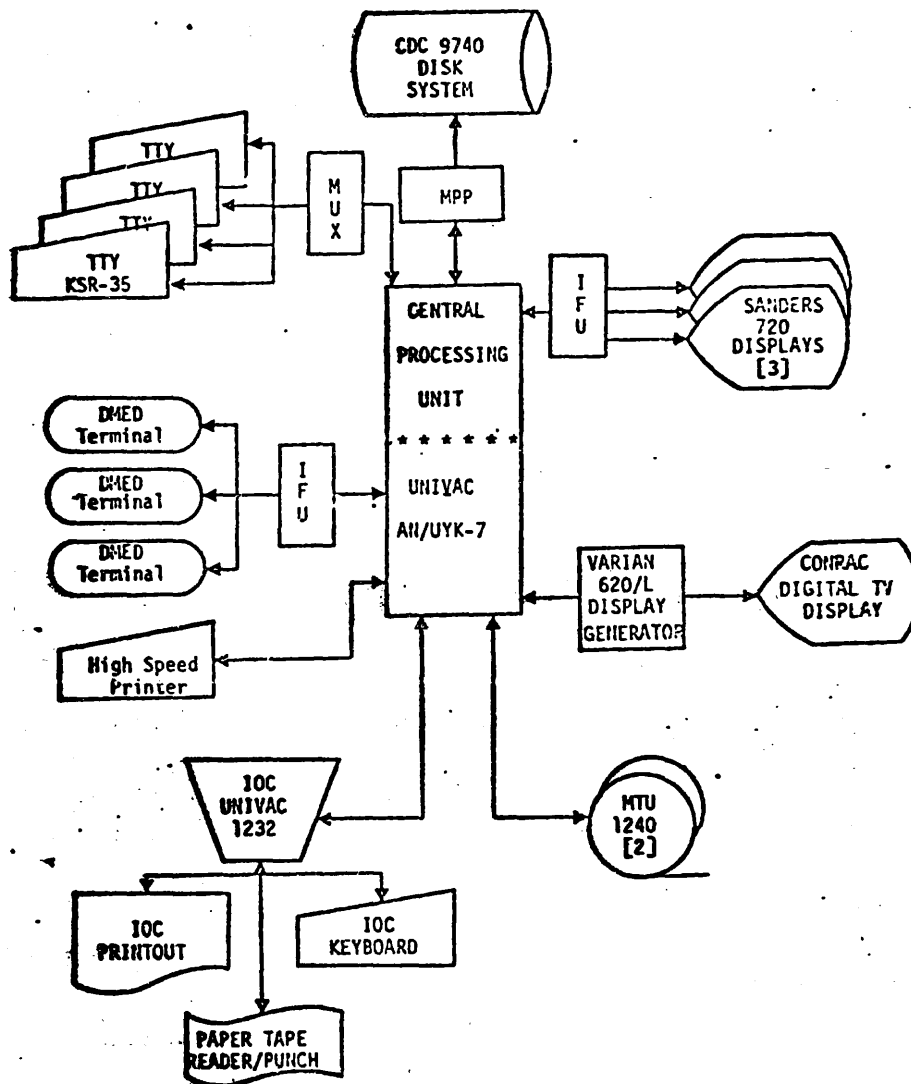 CDC 9740
DISK
SYSTEM
TTY
TTY
TTY
TTY
KSR-35
M
U
X
MPP
I
F
U
SANDERS
720
DISPLAYS
[3]
CENTRAL
PROCESSING
UNIT
* * * * * *
UNIVAC
AN/UYK-7
DMED
Terminal
DMED
Terminal
DMED
Terminal
I
F
U
VARIAN
620/L
DISPLAY
GENERATOR
CONRAC
DIGITAL TV
DISPLAY
High Speed
Printer
IOC
UNIVAC
1232
MTU
1240
[2]
IOC
PRINTOUT
IOC
KEYBOARD
PAPER TAPE
READER/PUNCH